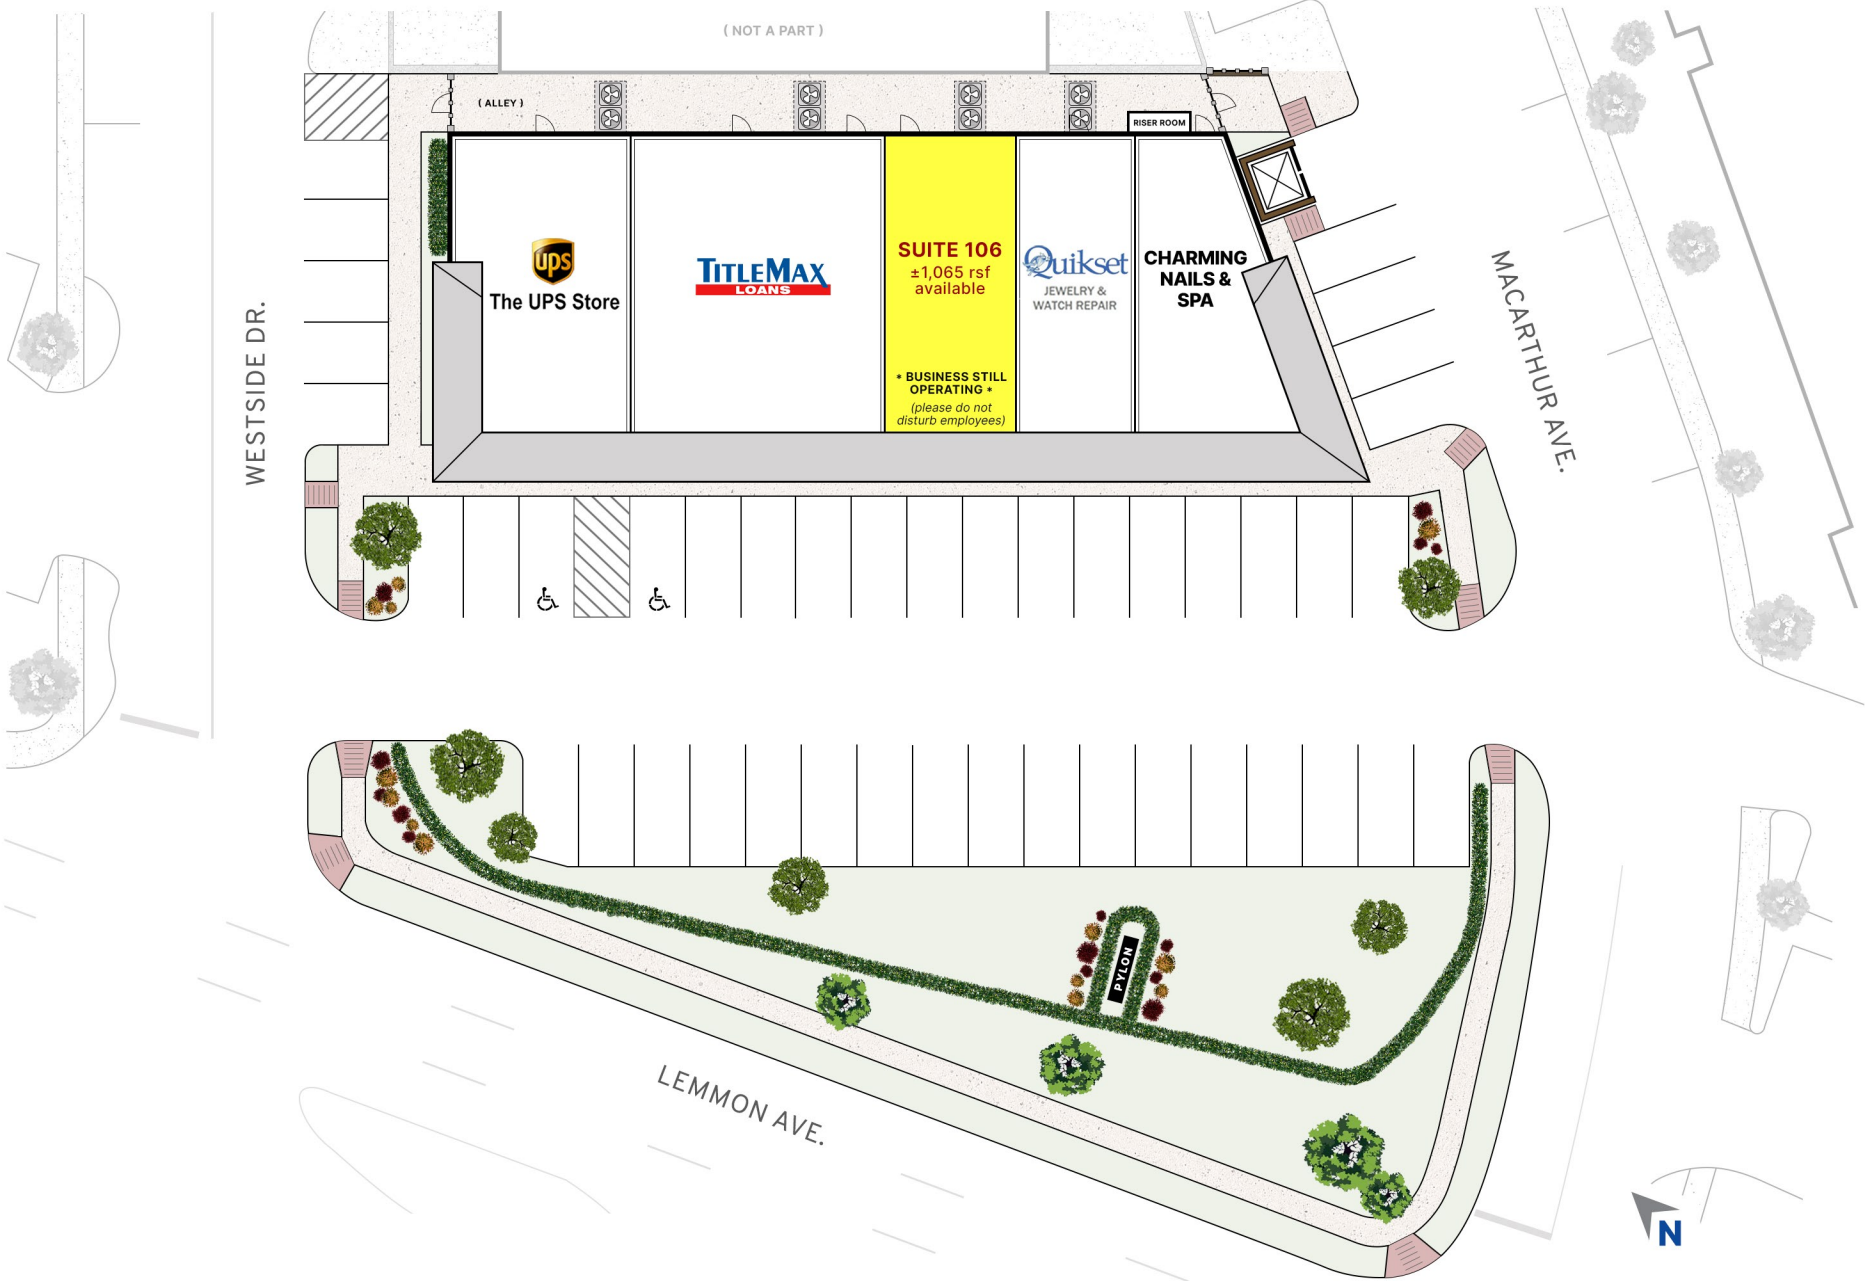 ( NOT A PART )
( ALLEY )
RISER ROOM
ups
The UPS Store
TITLEMAX
LOANS
SUITE 106
±1,065 rsf
available
* BUSINESS STILL
OPERATING *
(please do not
disturb employees)
Quikset
JEWELRY &
WATCH REPAIR
CHARMING
NAILS &
SPA
WESTSIDE DR.
MACARTHUR AVE.
PYLON
LEMMON AVE.
N